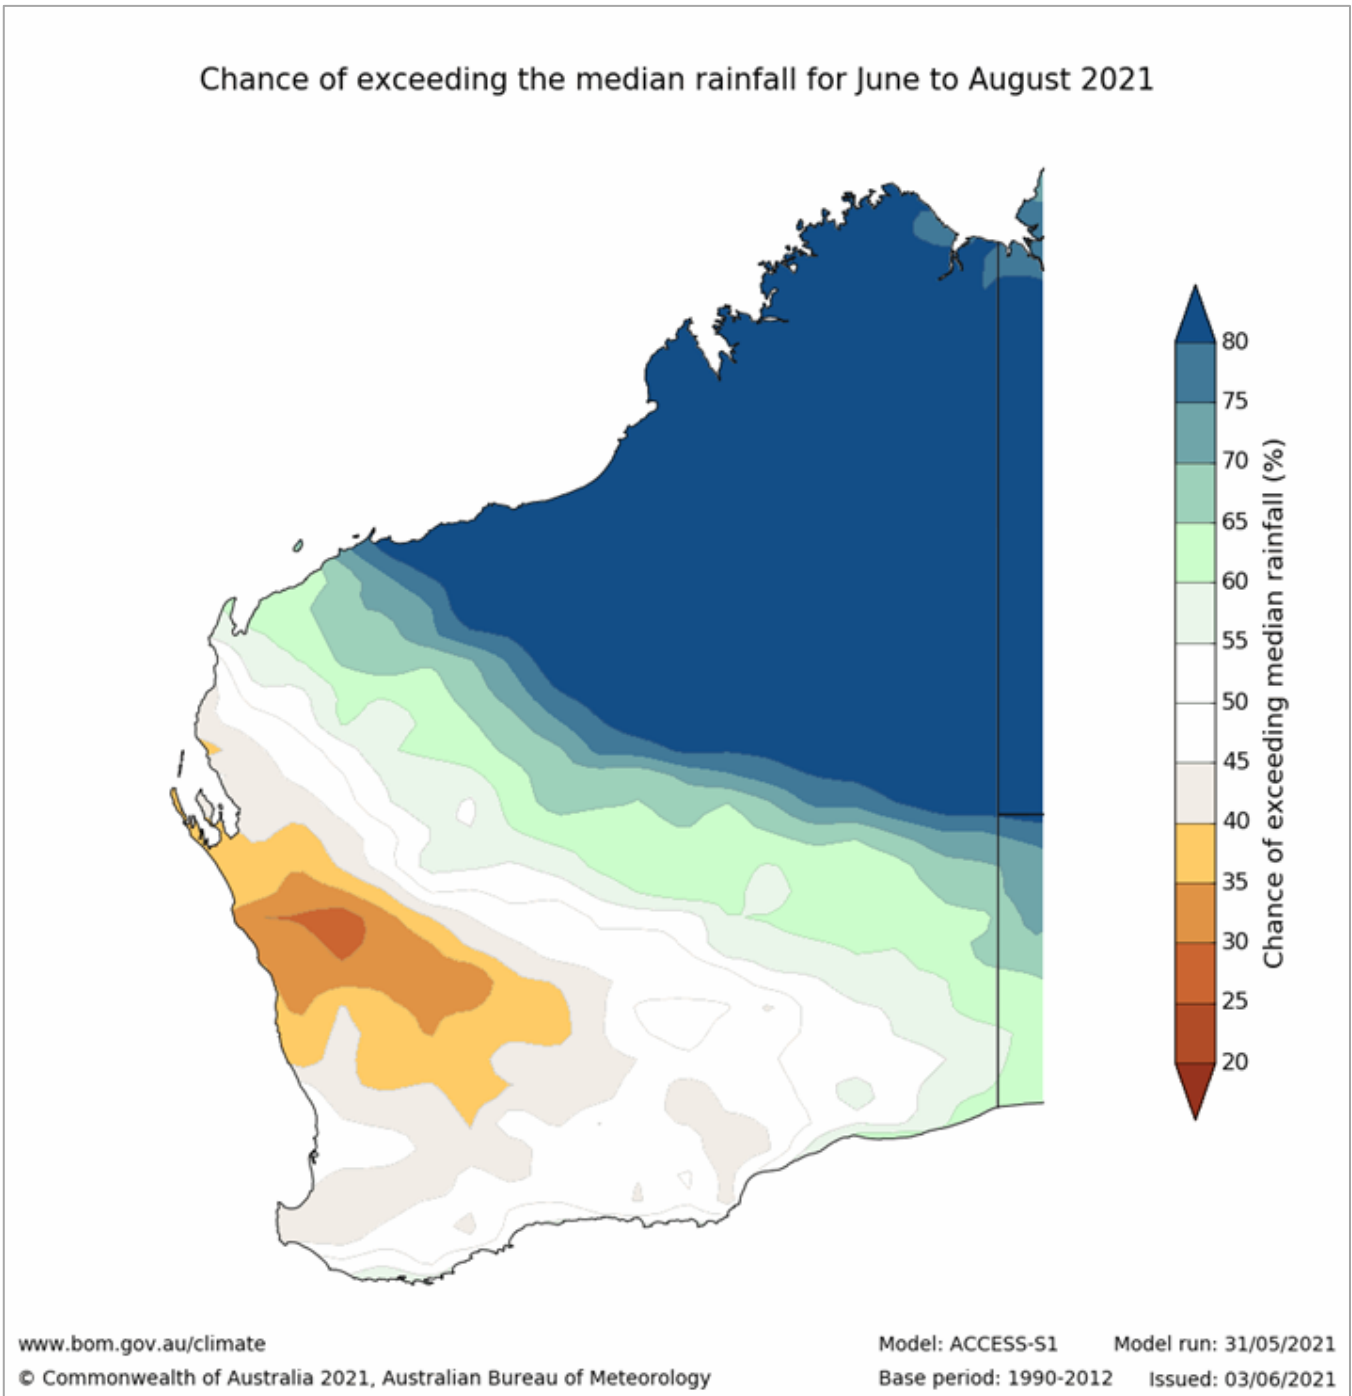 Chance of exceeding the median rainfall for June to August 2021
80
75
70
65
60
55
50
45
40
35
30
25
20
Chance of exceeding median rainfall (%)
www.bom.gov.au/climate
© Commonwealth of Australia 2021, Australian Bureau of Meteorology
Model: ACCESS-S1
Base period: 1990-2012
Model run: 31/05/2021
Issued: 03/06/2021